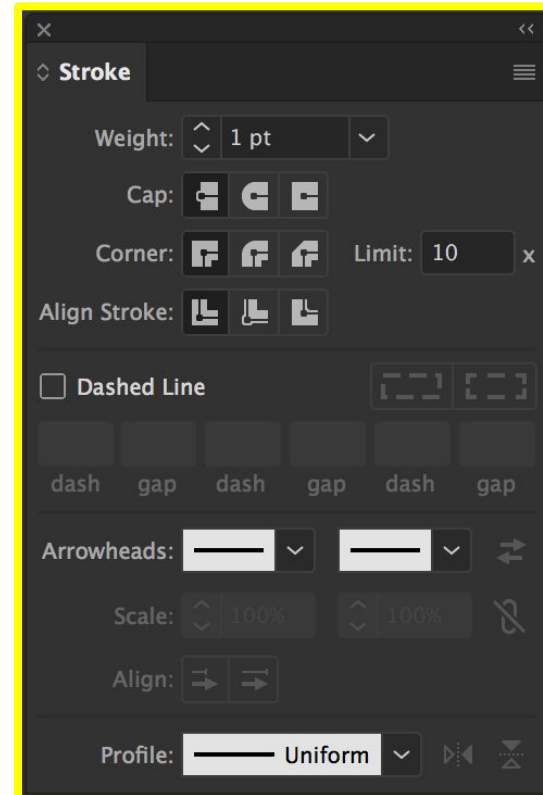 Stroke
Weight: 1 pt
Cap:
Corner: Limit: 10 x
Align Stroke:
Dashed Line
dash gap dash gap dash gap
Arrowheads:
Scale: 100% 100%
Align:
Profile: Uniform